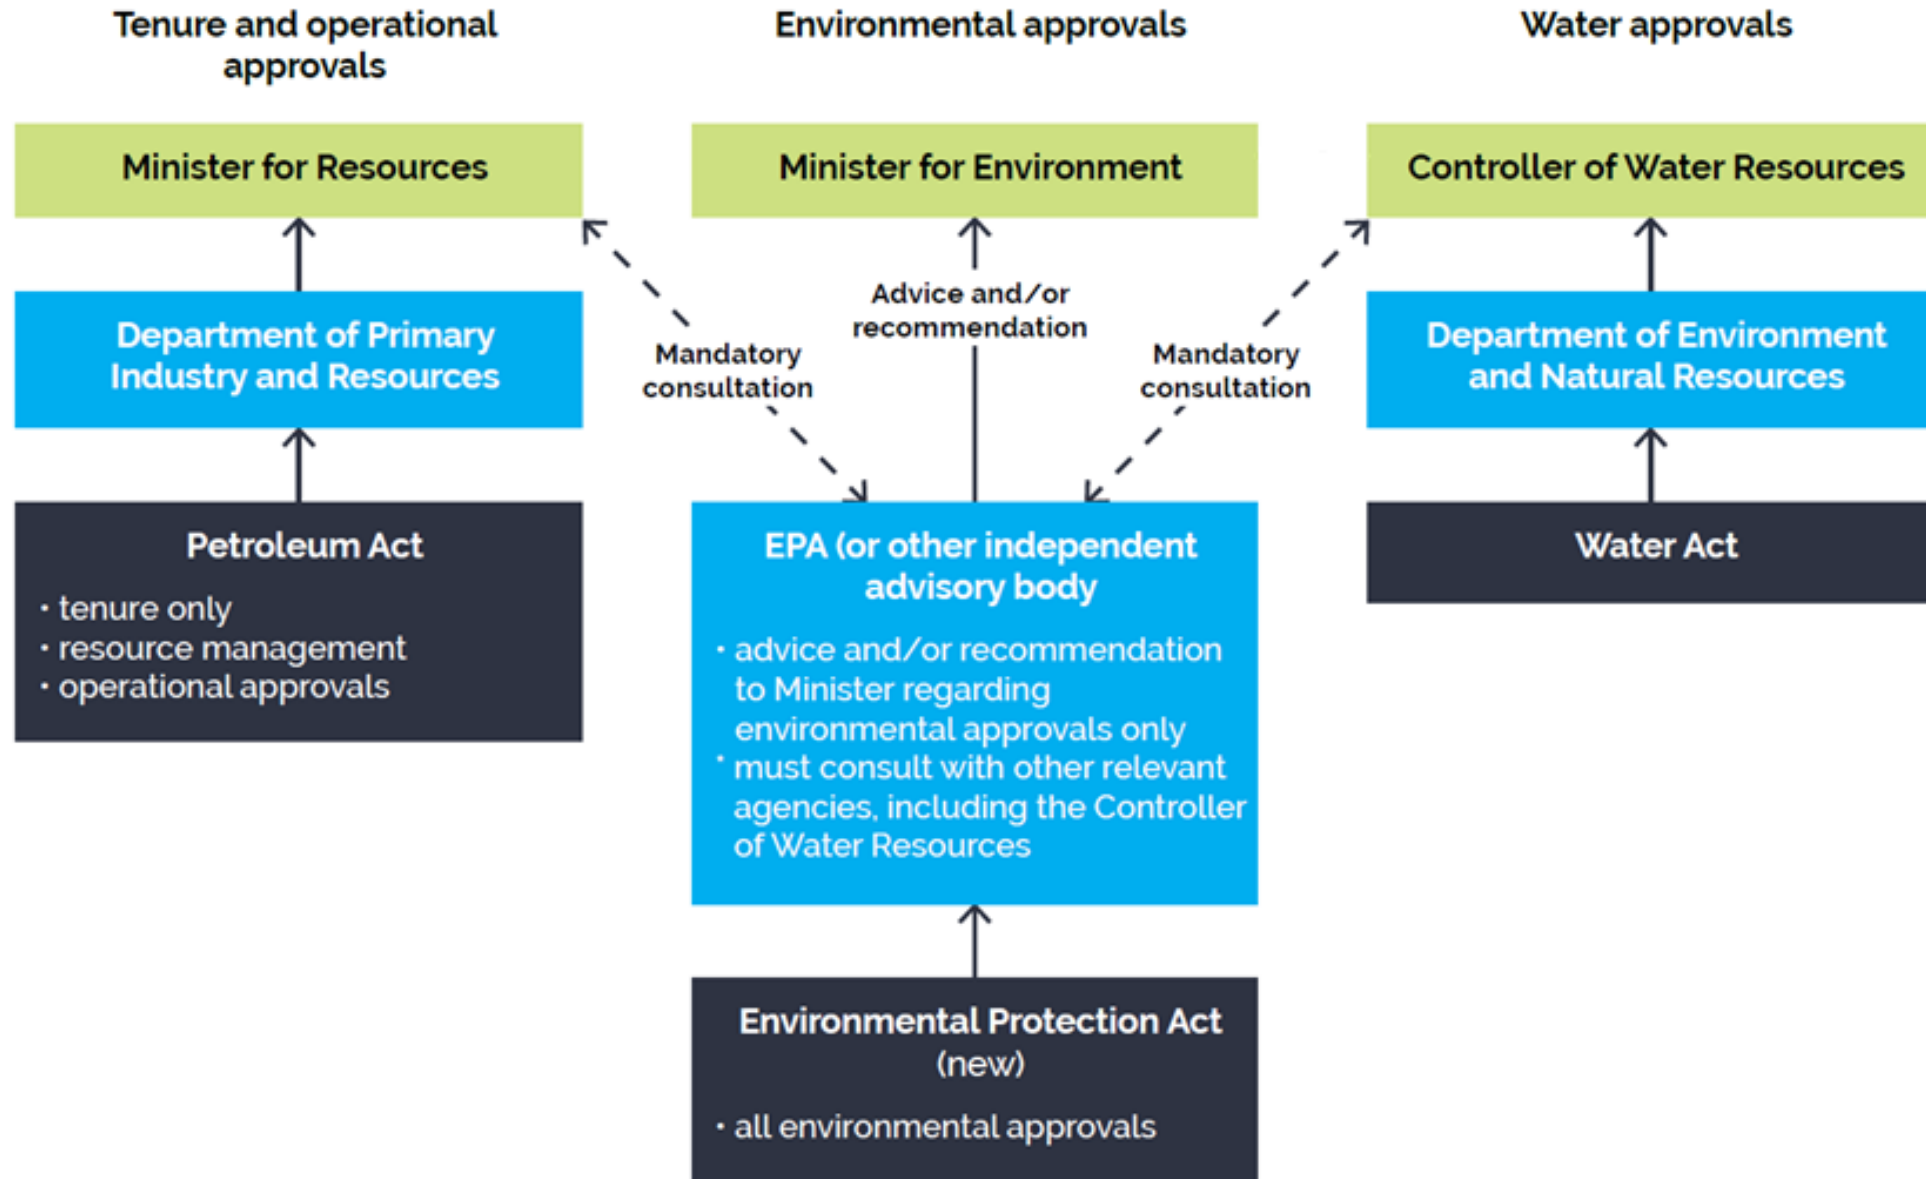 Tenure and operational
approvals
Environmental approvals
Water approvals
Minister for Resources
Minister for Environment
Controller of Water Resources
Department of Primary
Industry and Resources
Mandatory
consultation
Advice and/or
recommendation
Mandatory
consultation
Department of Environment
and Natural Resources
Petroleum Act
• tenure only
• resource management
• operational approvals
EPA (or other independent
advisory body
• advice and/or recommendation
to Minister regarding
environmental approvals only
• must consult with other relevant
agencies, including the Controller
of Water Resources
Water Act
Environmental Protection Act
(new)
• all environmental approvals